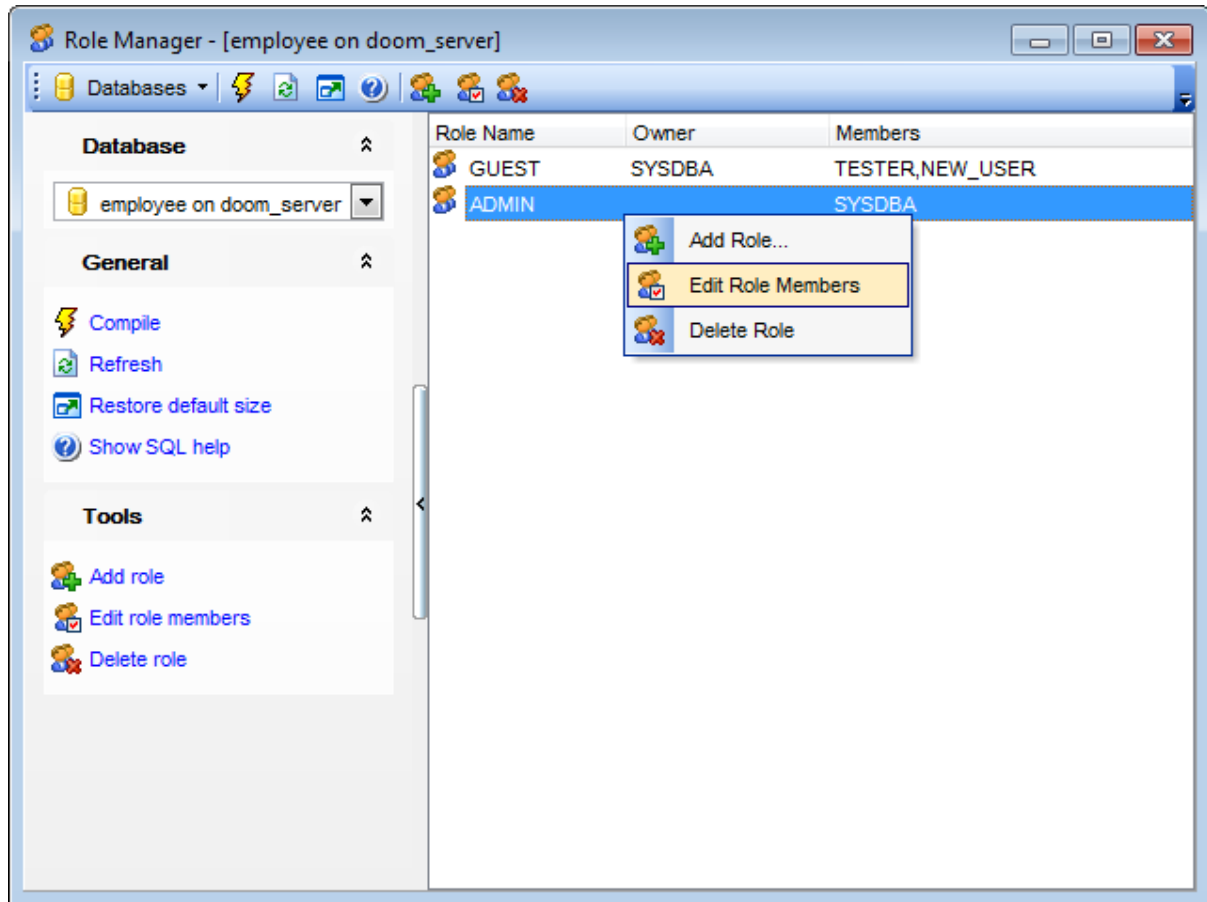 Role Manager - [employee on doom_server]
Databases
Database
employee on doom_server
General
Compile
Refresh
Restore default size
Show SQL help
Tools
Add role
Edit role members
Delete role
Role Name Owner Members
GUEST SYSDBA TESTER,NEW_USER
ADMIN SYSDBA
Add Role...
Edit Role Members
Delete Role